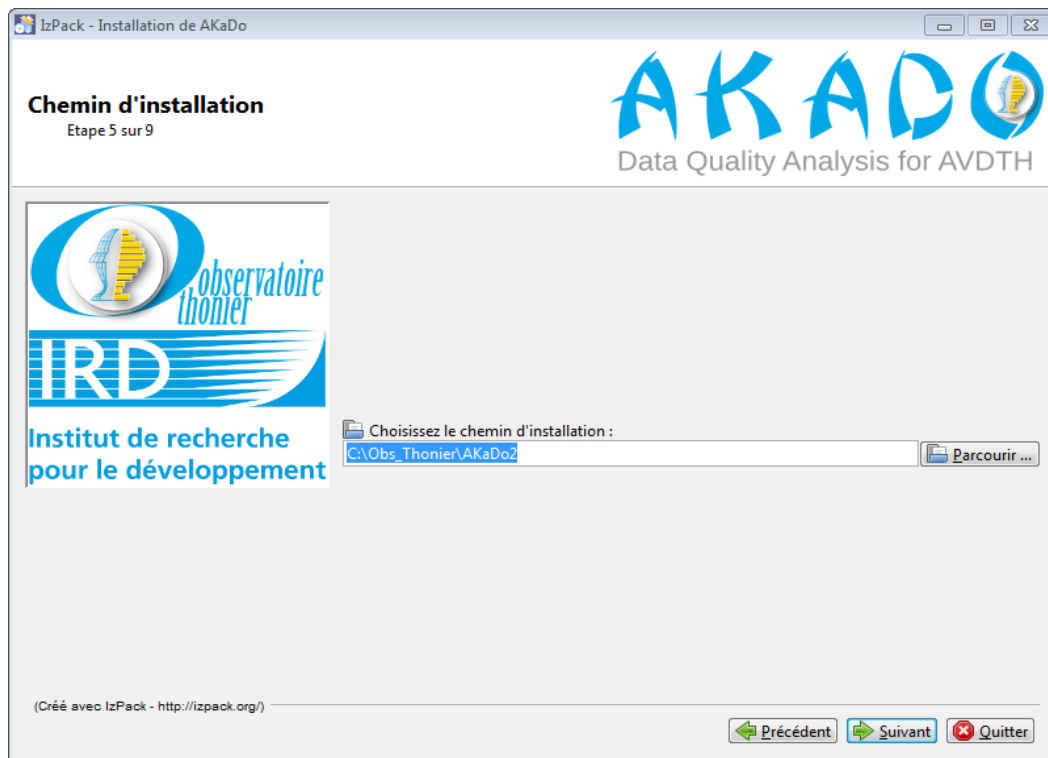 IzPack - Installation de AKaDo
Chemin d'installation
Etape 5 sur 9
AKADO
Data Quality Analysis for AVDTH
observatoire
thonier
IRD
Institut de recherche
pour le développement
Choisissez le chemin d'installation :
C:\Obs_Thonier\AKaDo2
Parcourir ...
(Créé avec IzPack - http://izpack.org/)
Précédent
Suivant
Quitter